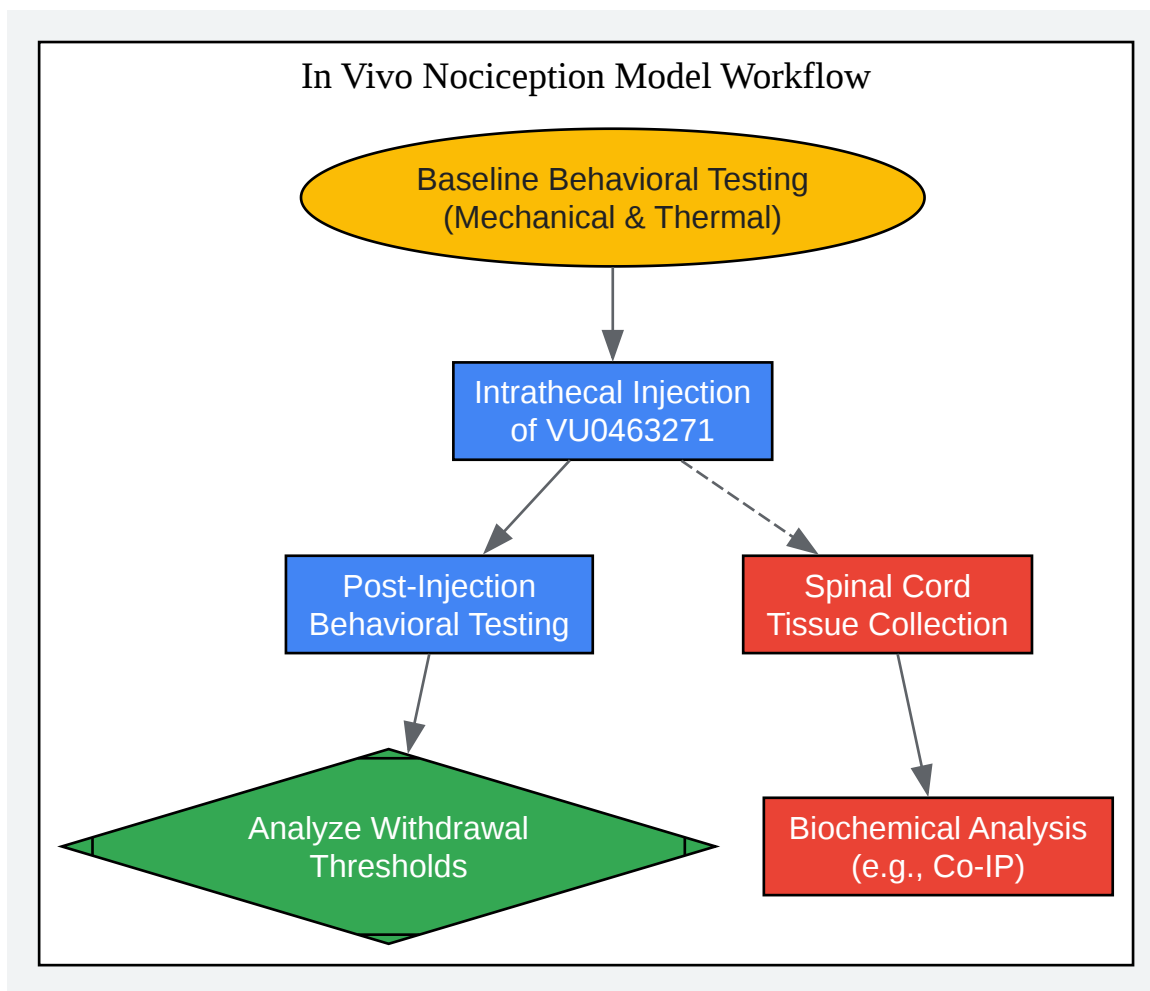 In Vivo Nociception Model Workflow
Baseline Behavioral Testing
(Mechanical & Thermal)
Intrathecal Injection
of VU0463271
Post-Injection
Behavioral Testing
Spinal Cord
Tissue Collection
Analyze Withdrawal
Thresholds
Biochemical Analysis
(e.g., Co-IP)